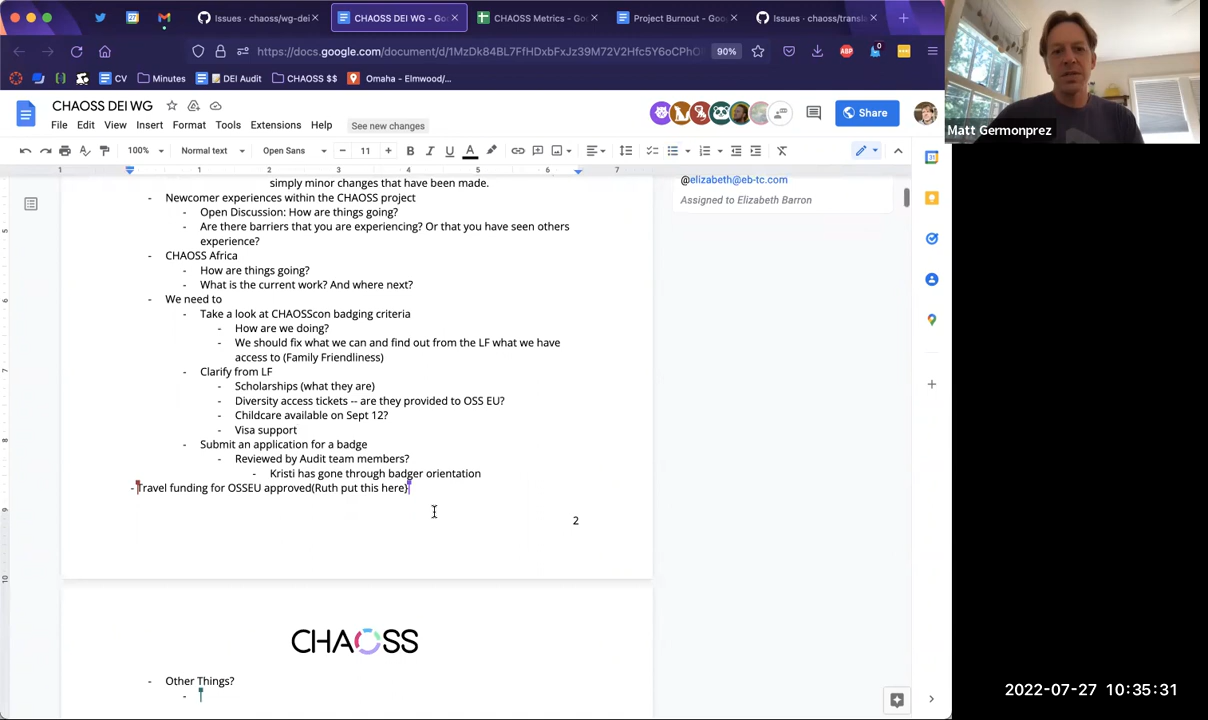 Issues · chaoss/wg-dei
CHAOSS DEI WG - Go
CHAOSS Metrics - Go
Project Burnout - Goo
Issues · chaoss/transla
https://docs.google.com/document/d/1MzDk84BL7FfHDxbFxJz39M72V2Hfc5Y6oCPhO
90%
ABP
0
CV
Minutes
DEI Audit
CHAOSS $$
Omaha - Elmwood/...
CHAOSS DEI WG
File Edit View Insert Format Tools Extensions Help
See new changes
Share
Matt Germonprez
100%
Normal text
Open Sans
11
simply minor changes that have been made.
@elizabeth@eb-tc.com
Assigned to Elizabeth Barron
- Newcomer experiences within the CHAOSS project
- Open Discussion: How are things going?
- Are there barriers that you are experiencing? Or that you have seen others
experience?
- CHAOSS Africa
- How are things going?
- What is the current work? And where next?
- We need to
- Take a look at CHAOSScon badging criteria
- How are we doing?
- We should fix what we can and find out from the LF what we have
access to (Family Friendliness)
- Clarify from LF
- Scholarships (what they are)
- Diversity access tickets -- are they provided to OSS EU?
- Childcare available on Sept 12?
- Visa support
- Submit an application for a badge
- Reviewed by Audit team members?
- Kristi has gone through badger orientation
- Travel funding for OSSEU approved(Ruth put this here}
2
CHAOSS
- Other Things?
-
2022-07-27 10:35:31